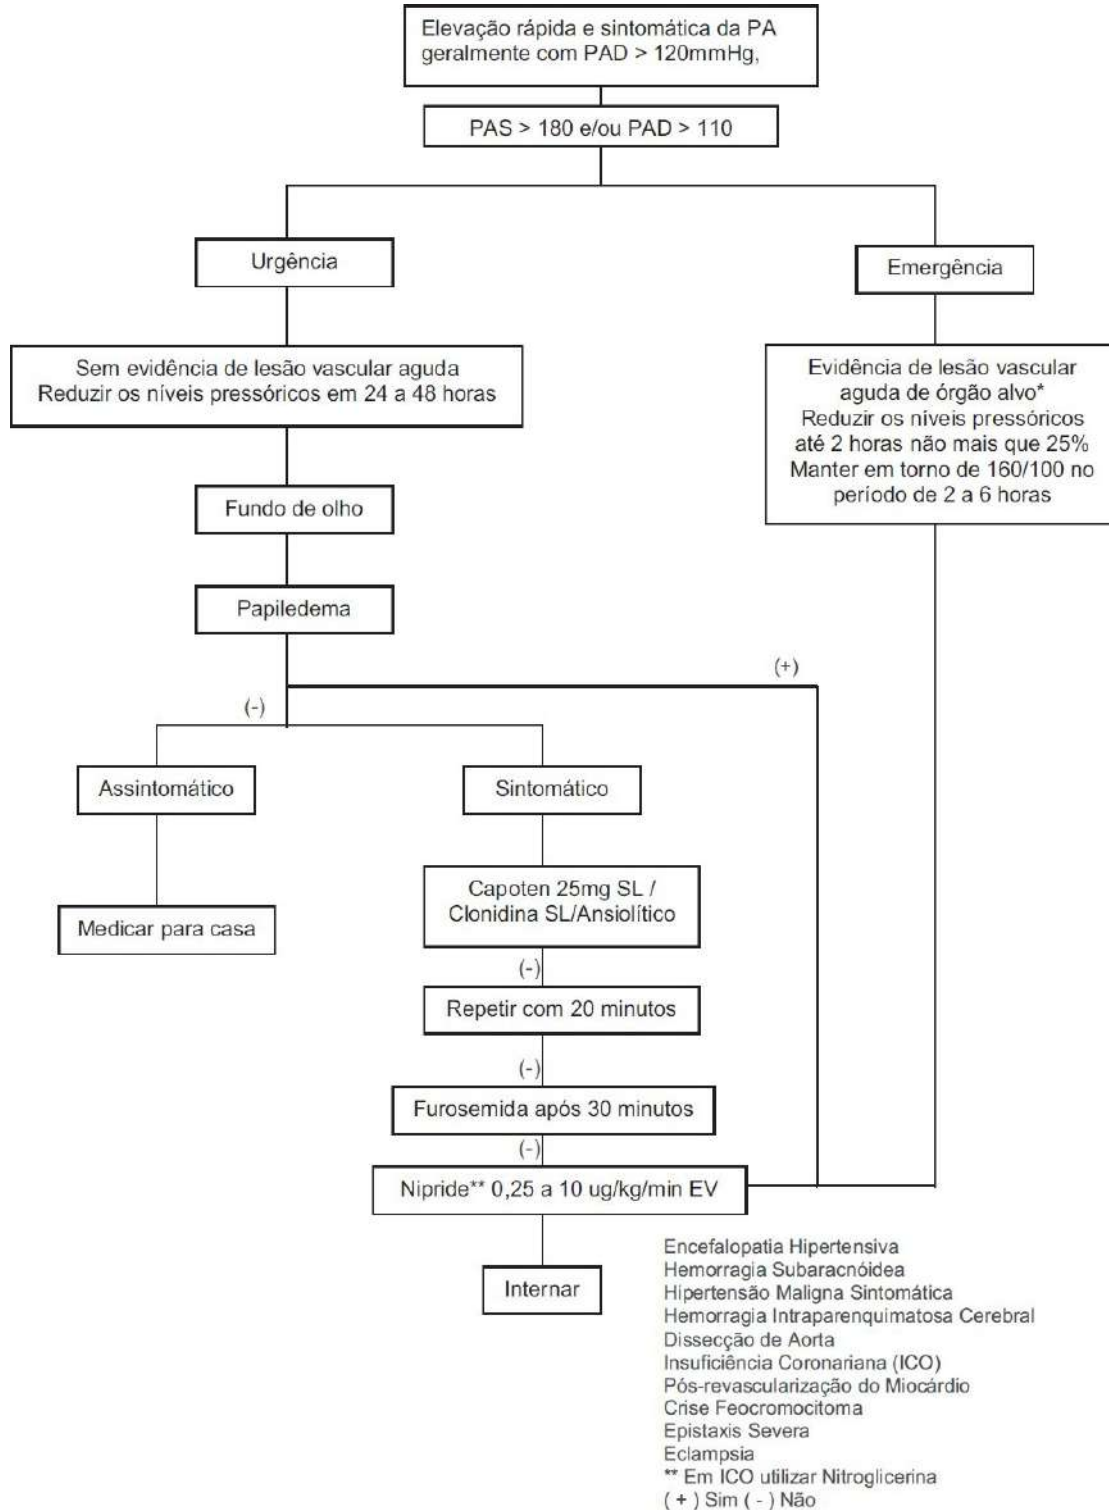 Elevação rápida e sintomática da PA
geralmente com PAD > 120mmHg,
PAS > 180 e/ou PAD > 110
Urgência
Emergência
Sem evidência de lesão vascular aguda
Reduzir os níveis pressóricos em 24 a 48 horas
Evidência de lesão vascular
aguda de órgão alvo*
Reduzir os níveis pressóricos
até 2 horas não mais que 25%
Manter em torno de 160/100 no
período de 2 a 6 horas
Fundo de olho
Papiledema
(+)
(-)
Assintomático
Sintomático
Medicar para casa
Capoten 25mg SL /
Clonidina SL/Ansiolítico
(-)
Repetir com 20 minutos
(-)
Furosemida após 30 minutos
(-)
Nipride** 0,25 a 10 ug/kg/min EV
Internar
Encefalopatia Hipertensiva
Hemorragia Subaracnóidea
Hipertensão Maligna Sintomática
Hemorragia Intraparenquimatosa Cerebral
Dissecção de Aorta
Insuficiência Coronariana (ICO)
Pós-revascularização do Miocárdio
Crise Feocromocitoma
Epistaxis Severa
Eclampsia
** Em ICO utilizar Nitroglicerina
( + ) Sim ( - ) Não